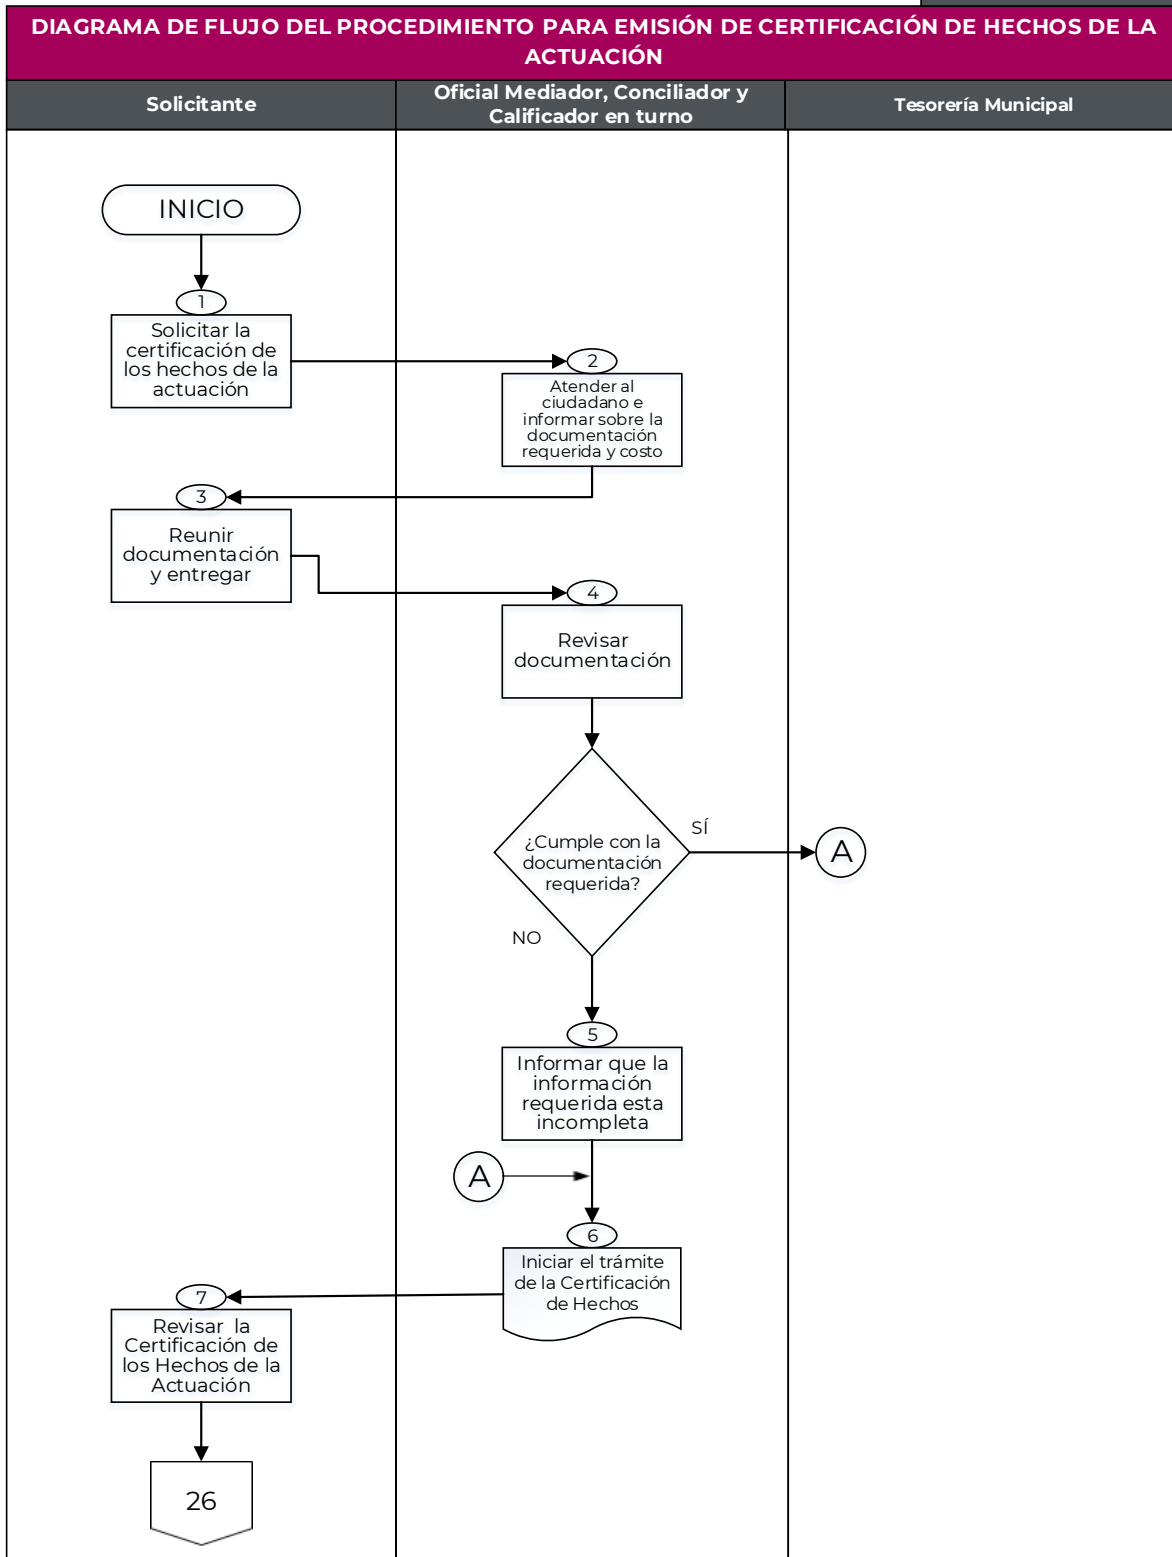 DIAGRAMA DE FLUJO DEL PROCEDIMIENTO PARA EMISIÓN DE CERTIFICACIÓN DE HECHOS DE LA
ACTUACIÓN
Solicitante
Oficial Mediador, Conciliador y
Calificador en turno
Tesorería Municipal
INICIO
1
Solicitar la
certificación de
los hechos de la
actuación
2
Atender al
ciudadano e
informar sobre la
documentación
requerida y costo
3
Reunir
documentación
y entregar
4
Revisar
documentación
¿Cumple con la
documentación
requerida?
SÍ
A
NO
5
Informar que la
información
requerida esta
incompleta
A
6
Iniciar el trámite
de la Certificación
de Hechos
7
Revisar la
Certificación de
los Hechos de la
Actuación
26